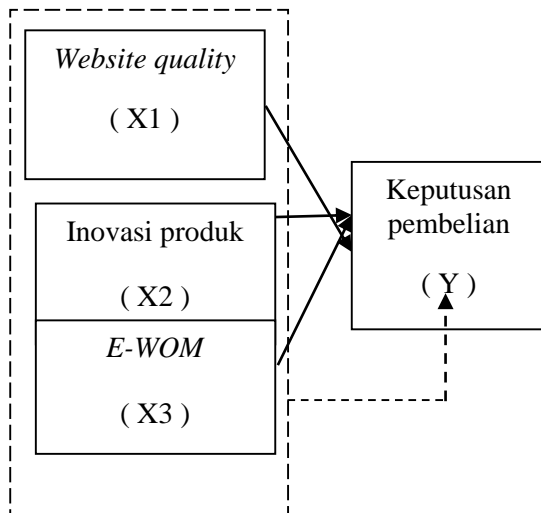 Website quality
( X1 )
Inovasi produk
( X2 )
E-WOM
( X3 )
Keputusan
pembelian
( Y )